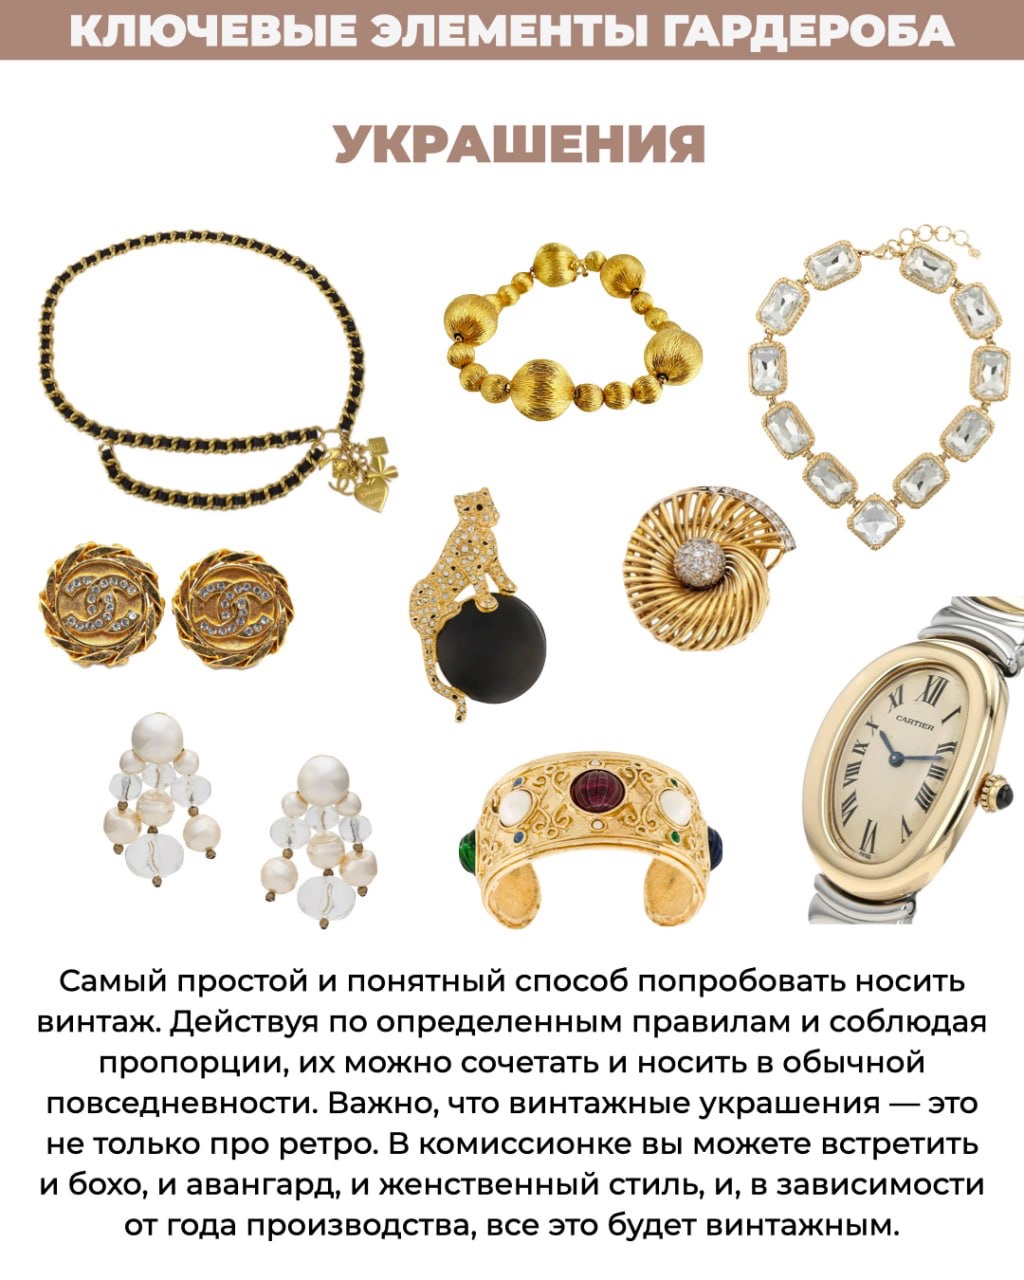 КЛЮЧЕВЫЕ ЭЛЕМЕНТЫ ГАРДЕРОБА
УКРАШЕНИЯ
CARTIER
Самый простой и понятный способ попробовать носить
винтаж. Действуя по определенным правилам и соблюдая
пропорции, их можно сочетать и носить в обычной
повседневности. Важно, что винтажные украшения — это
не только про ретро. В комиссионке вы можете встретить
и бохо, и авангард, и женственный стиль, и, в зависимости
от года производства, все это будет винтажным.